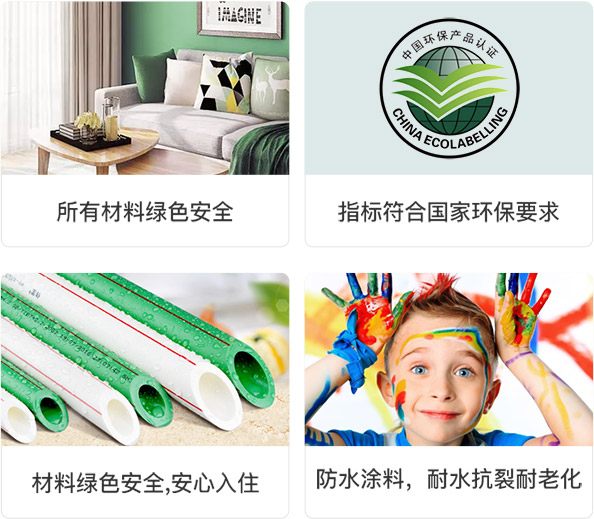 IMAGINE
中国环保产品认证
CHINA ECOLABELLING
所有材料绿色安全
指标符合国家环保要求
材料绿色安全,安心入住
防水涂料，耐水抗裂耐老化